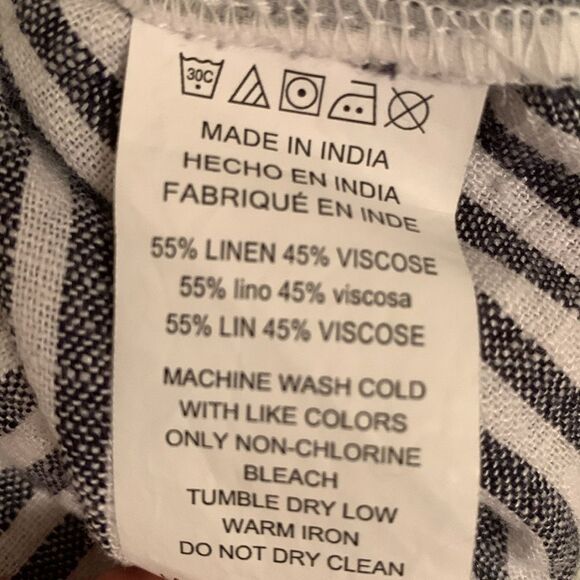 30C
MADE IN INDIA
HECHO EN INDIA
FABRIQUÉ EN INDE
55% LINEN 45% VISCOSE
55% lino 45% viscosa
55% LIN 45% VISCOSE
MACHINE WASH COLD
WITH LIKE COLORS
ONLY NON-CHLORINE
BLEACH
TUMBLE DRY LOW
WARM IRON
DO NOT DRY CLEAN